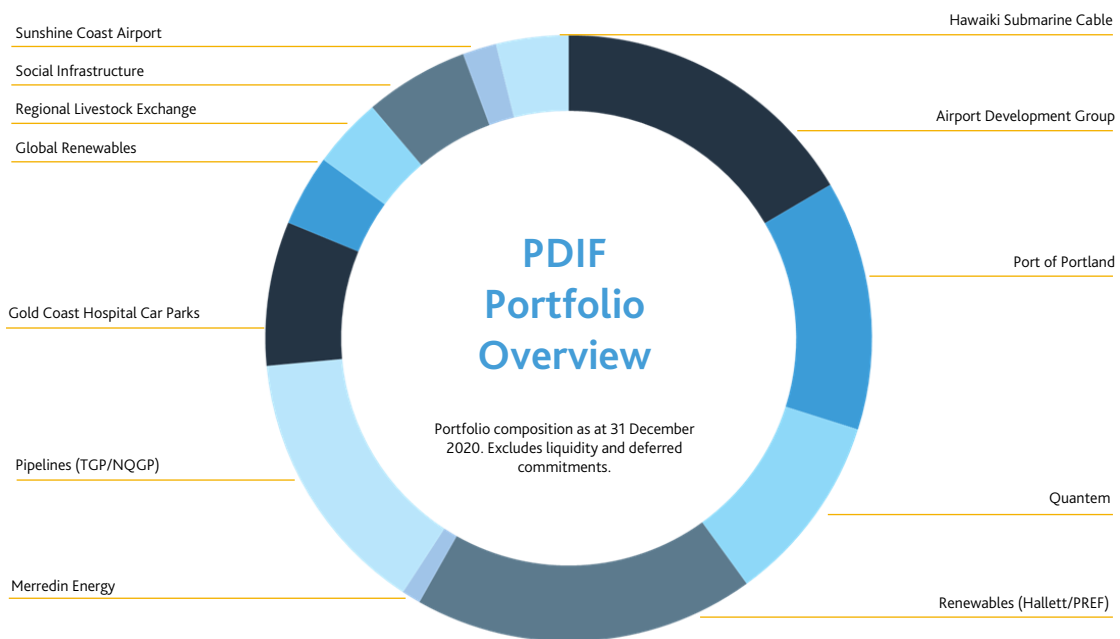 Hawaiki Submarine Cable
Sunshine Coast Airport
Social Infrastructure
Regional Livestock Exchange
Airport Development Group
Global Renewables
PDIF
Portfolio
Overview
Port of Portland
Gold Coast Hospital Car Parks
Portfolio composition as at 31 December
2020. Excludes liquidity and deferred
commitments.
Pipelines (TGP/NQGP)
Quantem
Merredin Energy
Renewables (Hallett/PREF)